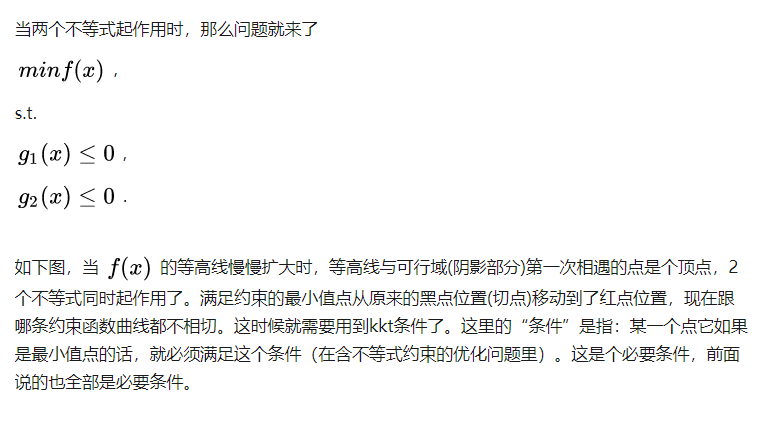 当两个不等式起作用时，那么问题就来了
minf(x) ，
s.t.
g₁(x) ≤ 0 ，
g₂(x) ≤ 0 .
如下图，当 f(x) 的等高线慢慢扩大时，等高线与可行域(阴影部分)第一次相遇的点是个顶点，2
个不等式同时起作用了。满足约束的最小值点从原来的黑点位置(切点)移动到了红点位置，现在跟
哪条约束函数曲线都不相切。这时候就需要用到kkt条件了。这里的“条件”是指：某一个点它如果
是最小值点的话，就必须满足这个条件（在含不等式约束的优化问题里）。这是个必要条件，前面
说的也全部是必要条件。